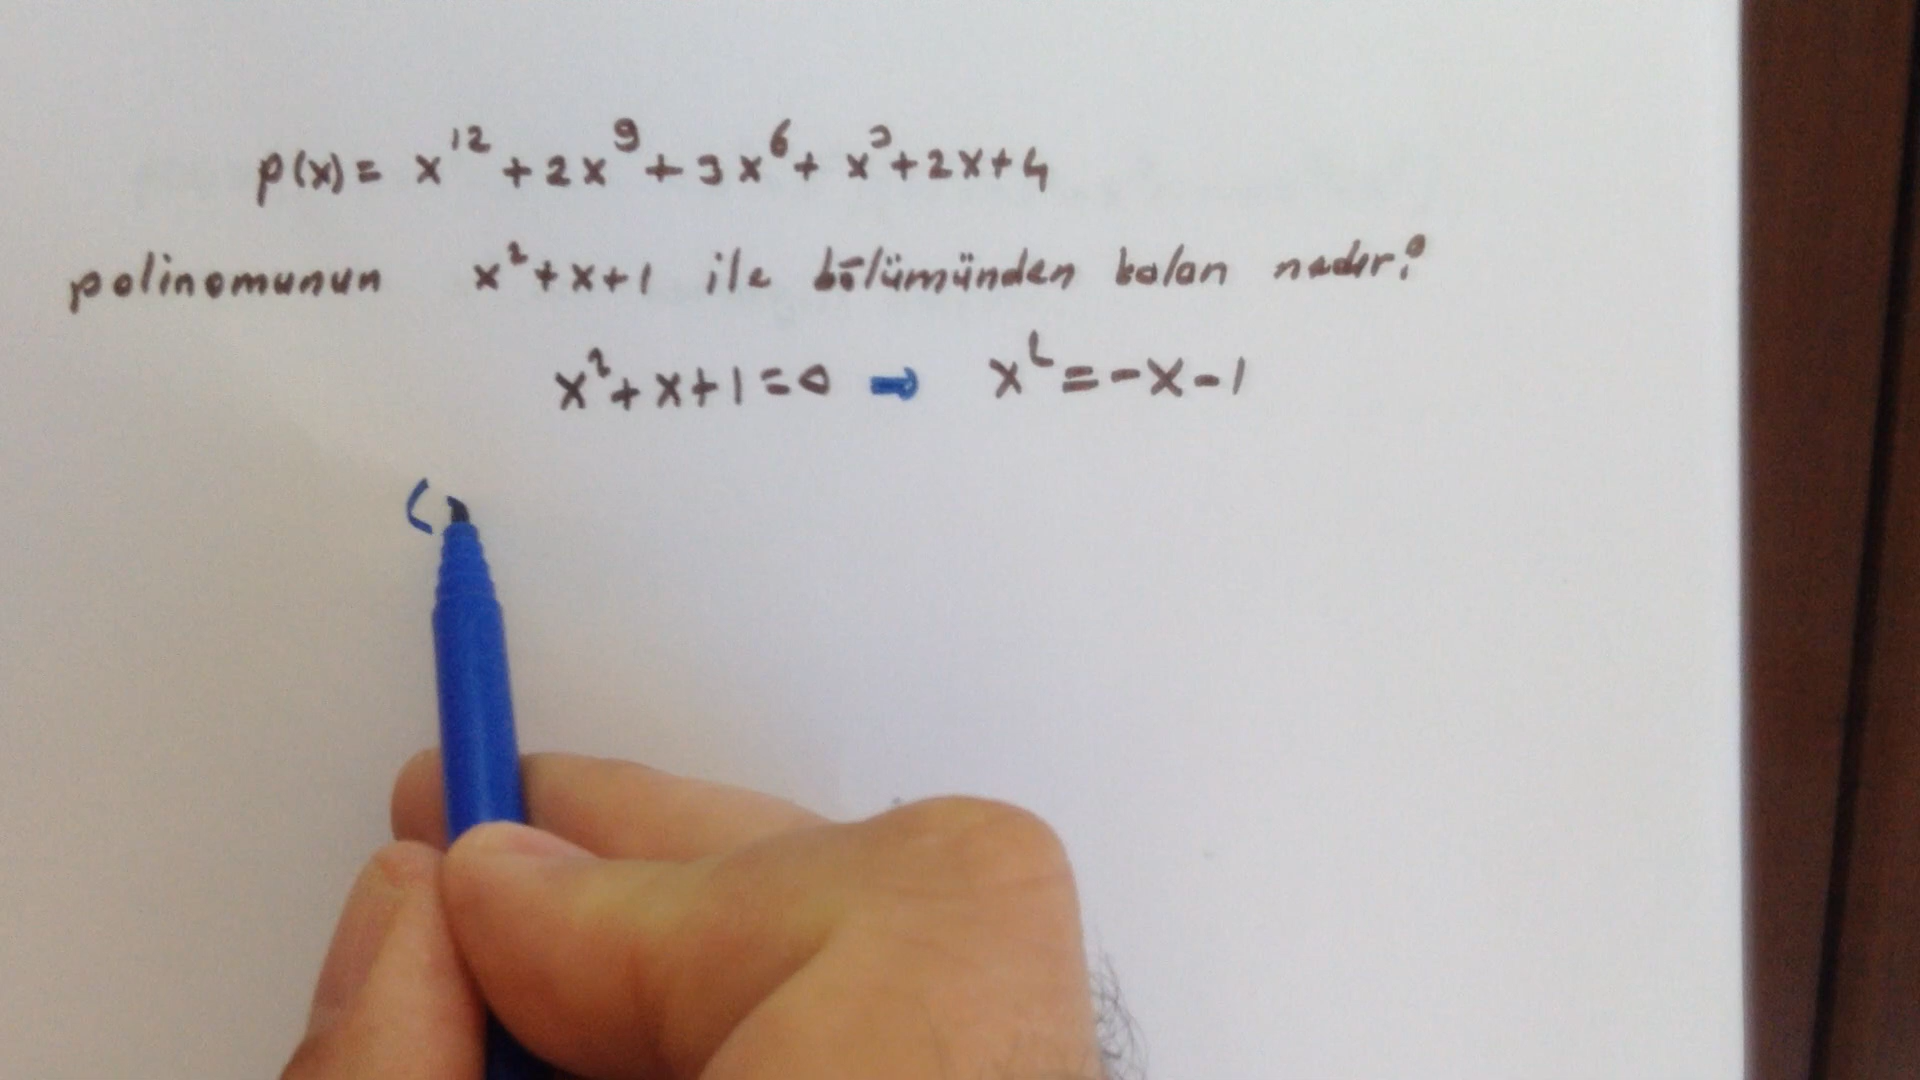 p(x)= x¹² + 2x⁹ + 3x⁶ + x³ + 2x + 4
polinomunun x² + x + 1 ile bölümünden kalan nedir?
x² + x + 1 = 0 ➡ x² = -x - 1
(